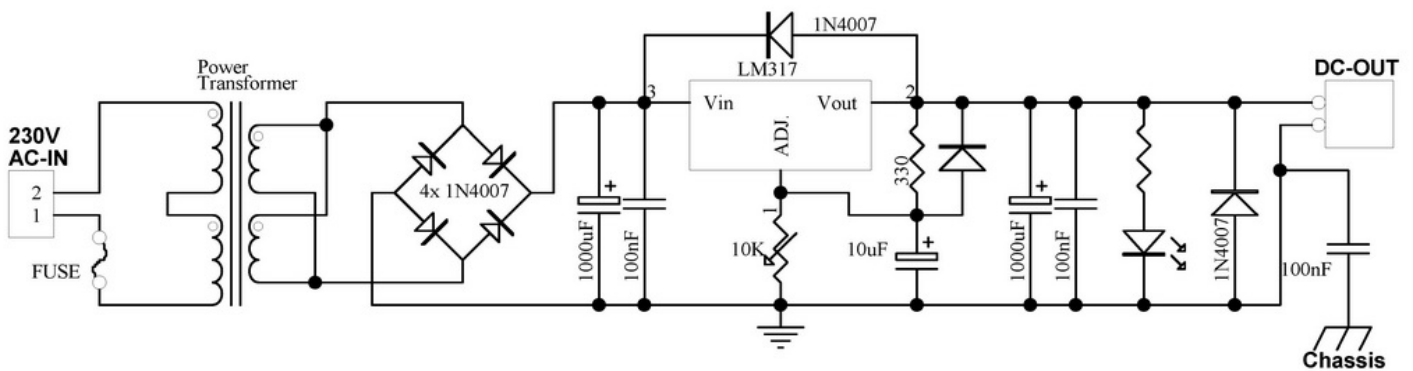 1N4007
LM317
Power
Transformer
DC-OUT
3
Vin
Vout
2
ADJ.
230V
AC-IN
2
1
4x 1N4007
330
1
+
1000uF
100nF
10K
10uF
+
+
1000uF
100nF
1N4007
100nF
FUSE
Chassis